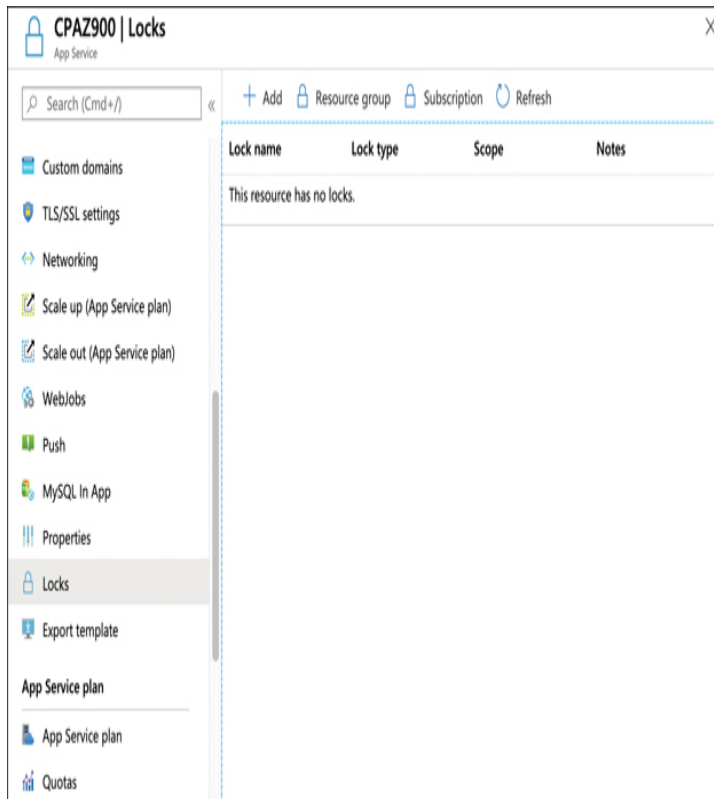 CPAZ900 | Locks
App Service
Search (Cmd+/)
«
Add
Resource group
Subscription
Refresh
Custom domains
TLS/SSL settings
Networking
Scale up (App Service plan)
Scale out (App Service plan)
WebJobs
Push
MySQL In App
Properties
Locks
Export template
App Service plan
App Service plan
Quotas
Lock name Lock type Scope Notes
This resource has no locks.